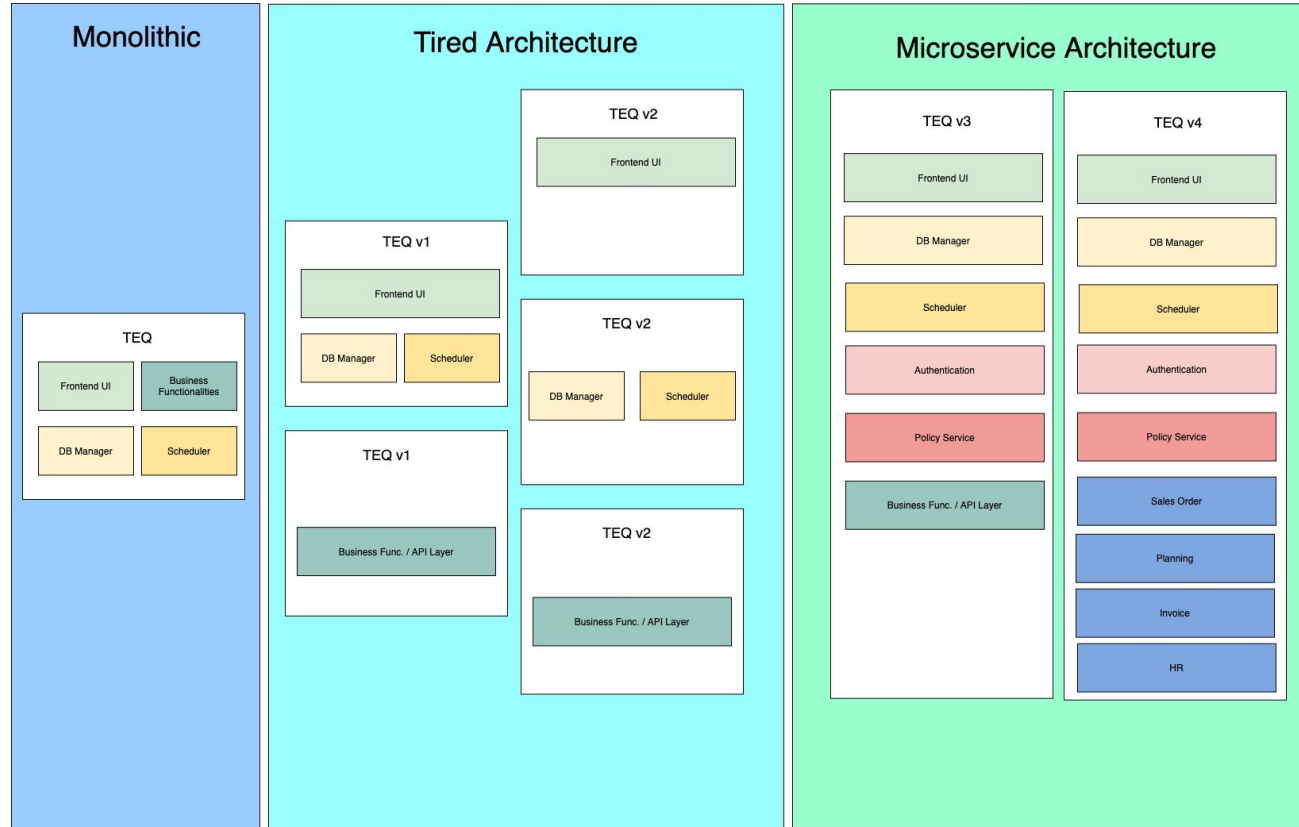 Monolithic
TEQ
Frontend UI
Business
Functionalities
DB Manager
Scheduler
Tired Architecture
TEQ v1
Frontend UI
DB Manager
Scheduler
TEQ v1
Business Func. / API Layer
TEQ v2
Frontend UI
TEQ v2
DB Manager
Scheduler
TEQ v2
Business Func. / API Layer
Microservice Architecture
TEQ v3
Frontend UI
DB Manager
Scheduler
Authentication
Policy Service
Business Func. / API Layer
TEQ v4
Frontend UI
DB Manager
Scheduler
Authentication
Policy Service
Sales Order
Planning
Invoice
HR